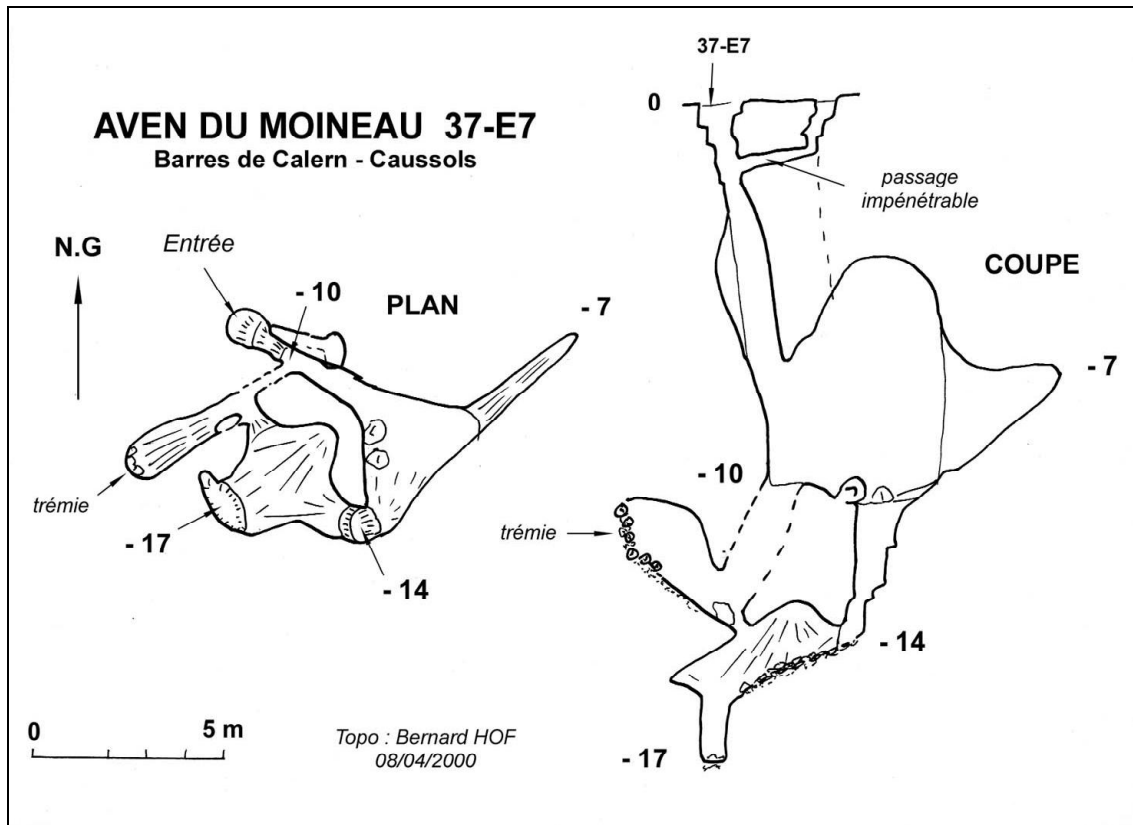 AVEN DU MOINEAU 37-E7
Barres de Calern - Caussols
N.G
Entrée
- 10
PLAN
- 7
trémie
- 17
- 14
0
5 m
Topo : Bernard HOF
08/04/2000
37-E7
0
passage
impénétrable
COUPE
- 7
- 10
trémie
- 14
- 17